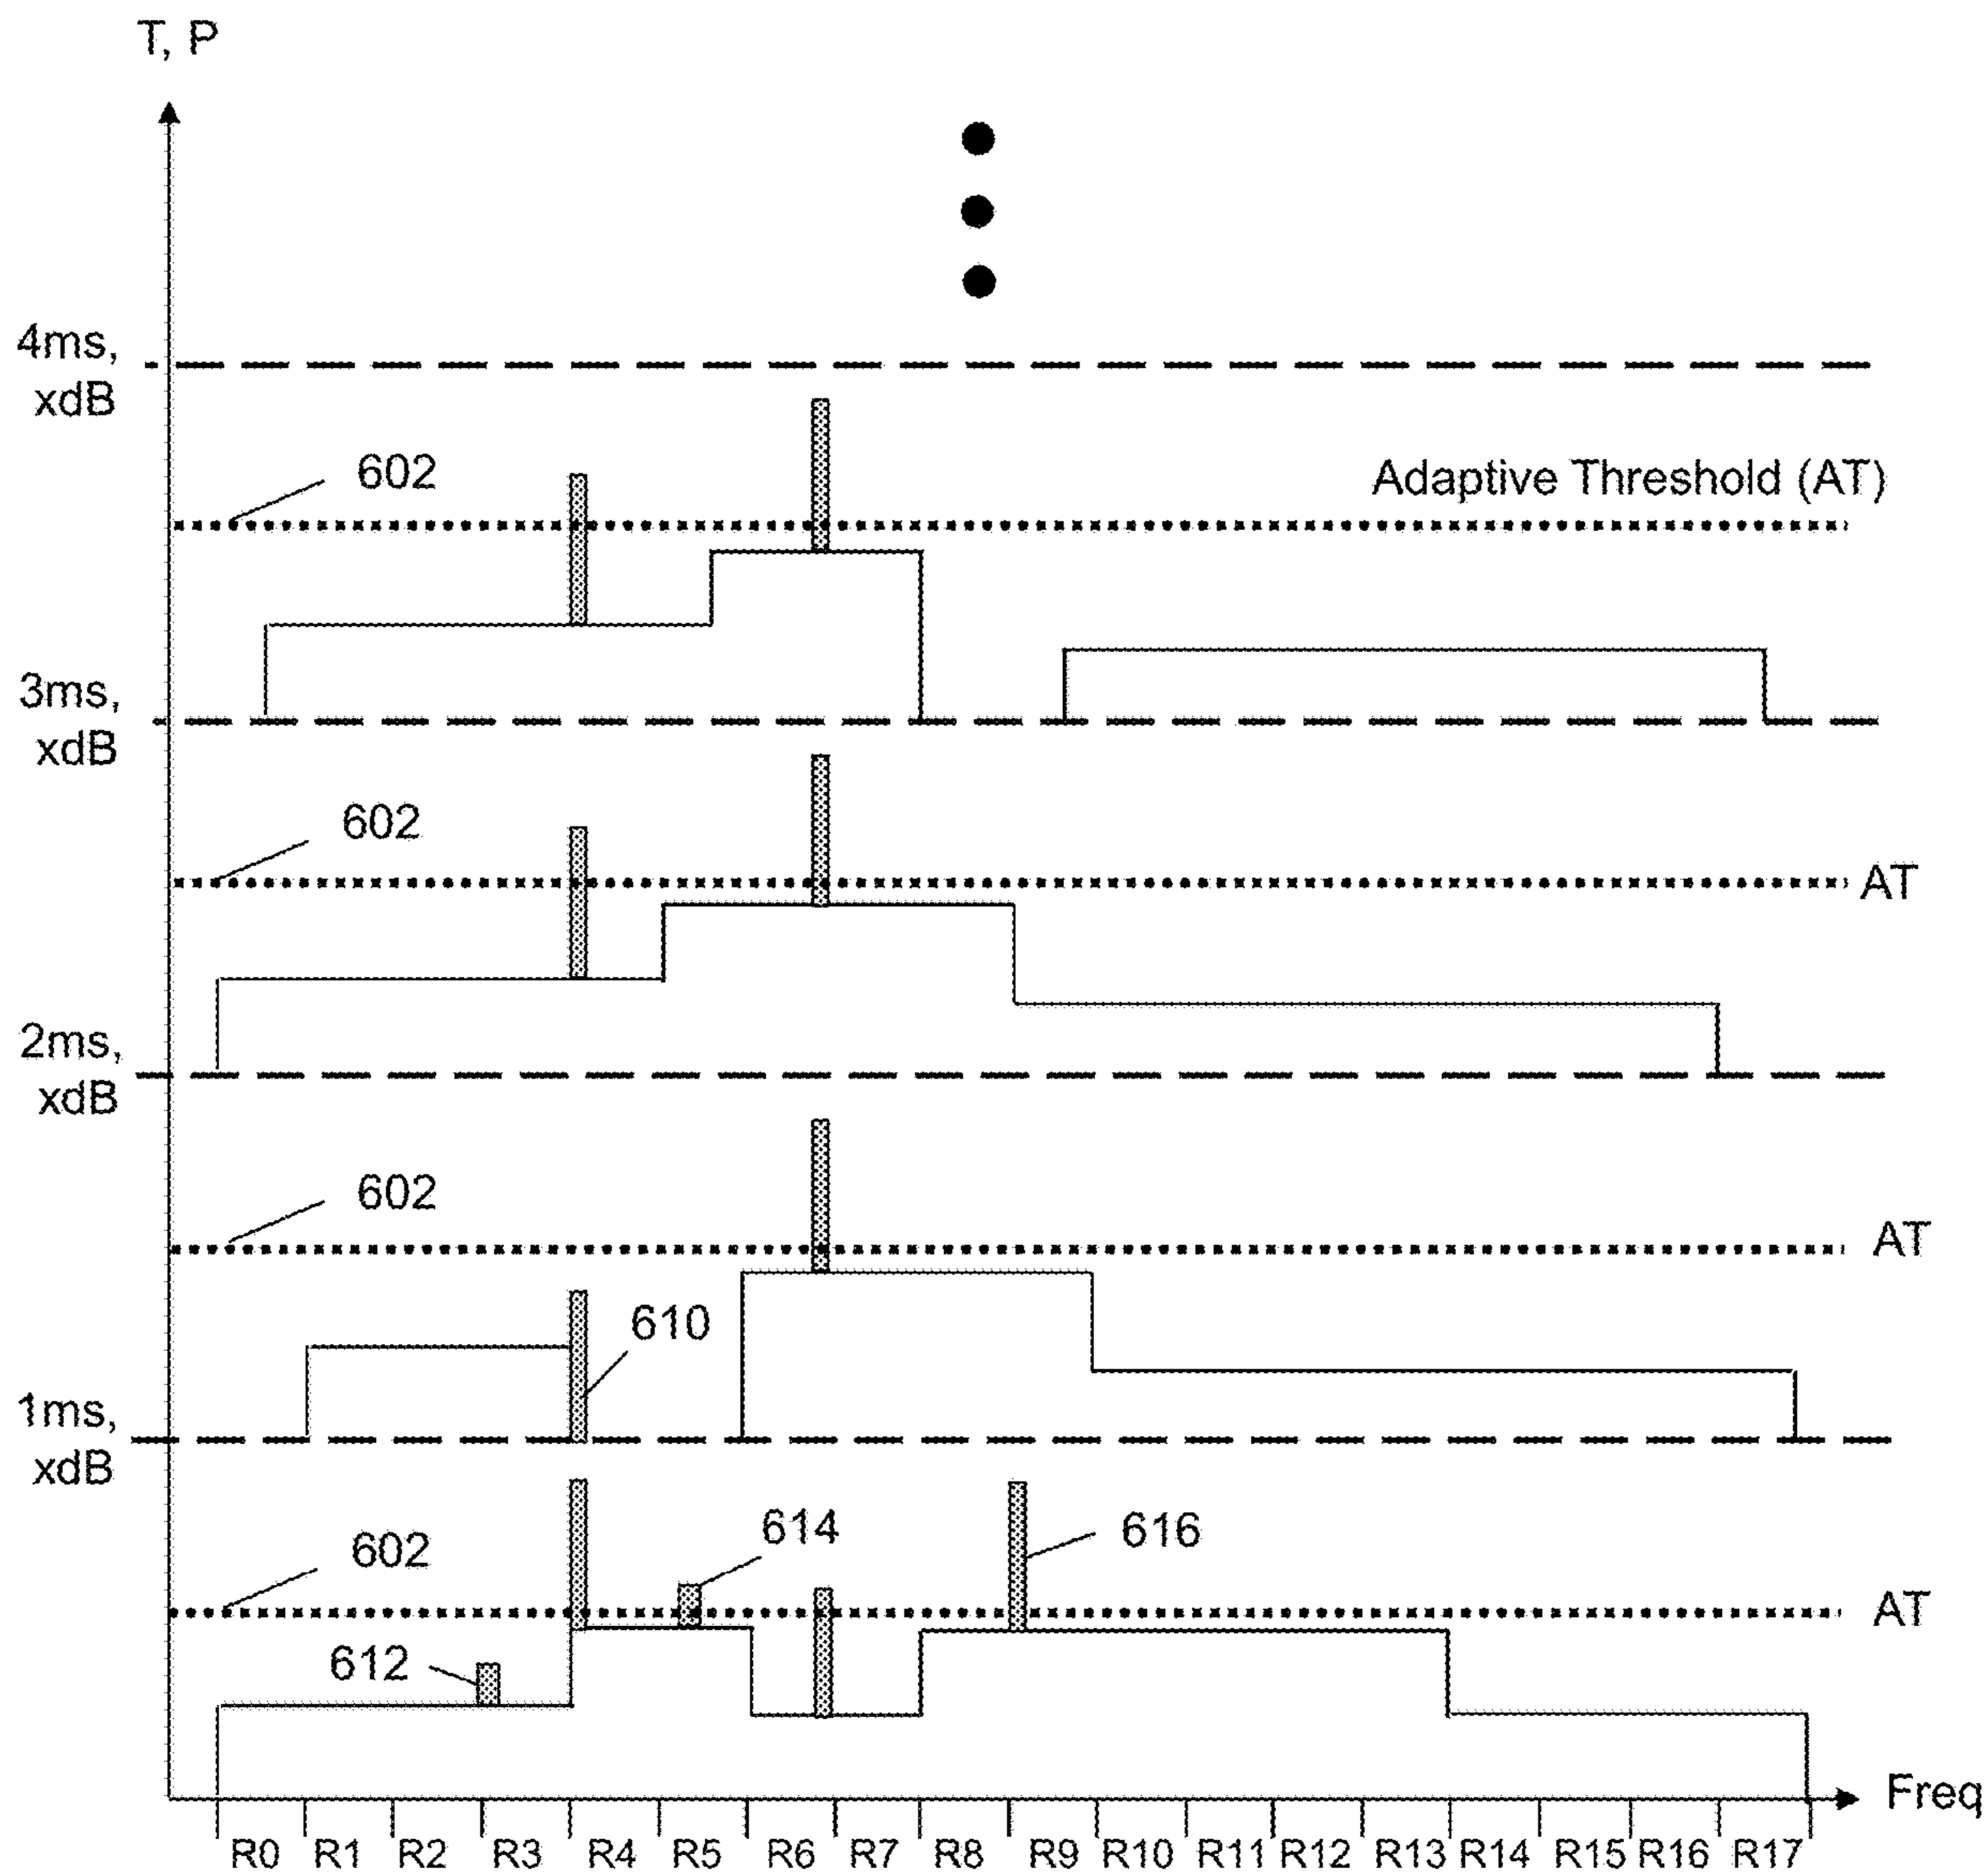 T, P
4ms,
xdB
602
Adaptive Threshold (AT)
3ms,
xdB
602
AT
2ms,
xdB
602
AT
610
1ms,
xdB
602
614
616
AT
612
Freq
R0 R1 R2 R3 R4 R5 R6 R7 R8 R9 R10 R11 R12 R13 R14 R15 R16 R17